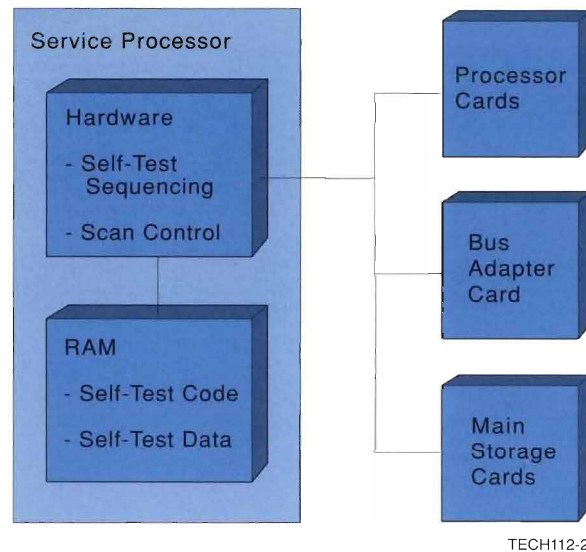 Service Processor
Hardware
- Self-Test
Sequencing
- Scan Control
RAM
- Self-Test Code
- Self-Test Data
Processor
Cards
Bus
Adapter
Card
Main
Storage
Cards
TECH112-2